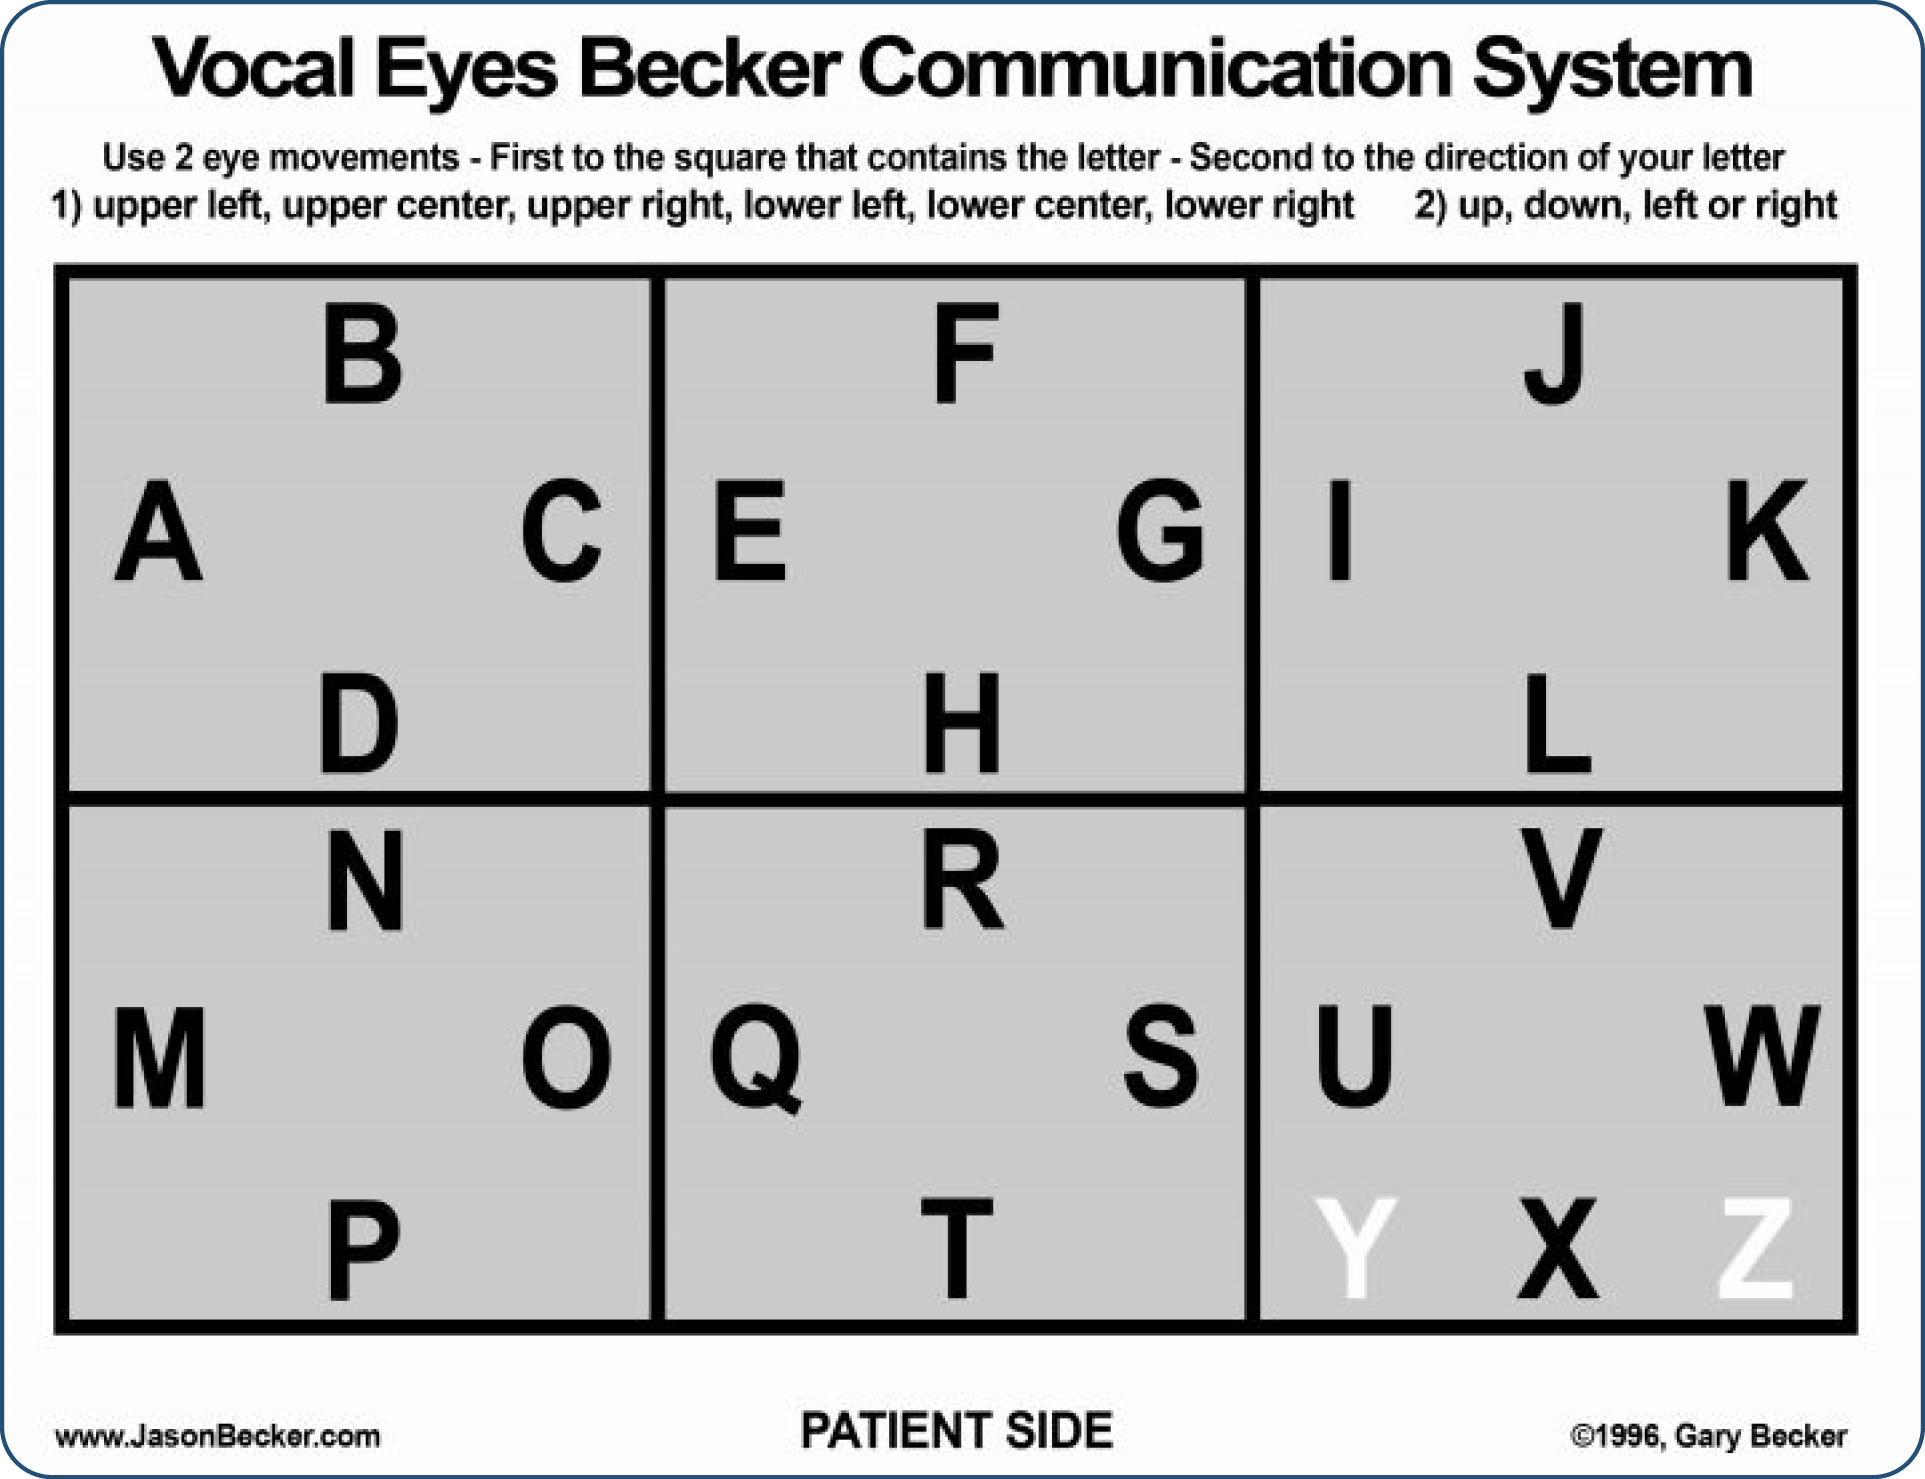 Vocal Eyes Becker Communication System
Use 2 eye movements - First to the square that contains the letter - Second to the direction of your letter
1) upper left, upper center, upper right, lower left, lower center, lower right 2) up, down, left or right
B F J
A C E G I K
D H L
N R V
M O Q S U W
P T Y X Z
www.JasonBecker.com PATIENT SIDE ©1996, Gary Becker